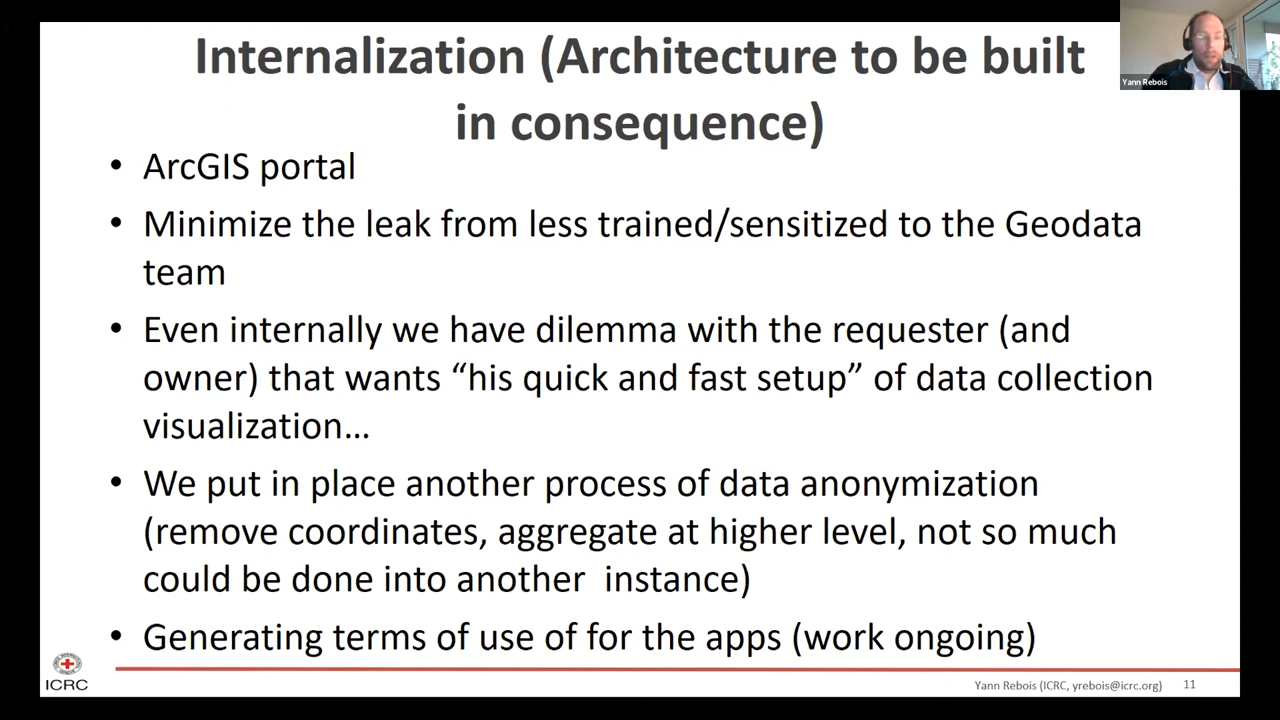 Internalization (Architecture to be built
in consequence)
Yann Rebois
• ArcGIS portal
• Minimize the leak from less trained/sensitized to the Geodata
team
• Even internally we have dilemma with the requester (and
owner) that wants “his quick and fast setup” of data collection
visualization…
• We put in place another process of data anonymization
(remove coordinates, aggregate at higher level, not so much
could be done into another  instance)
• Generating terms of use of for the apps (work ongoing)
ICRC
Yann Rebois (ICRC, yrebois@icrc.org)
11